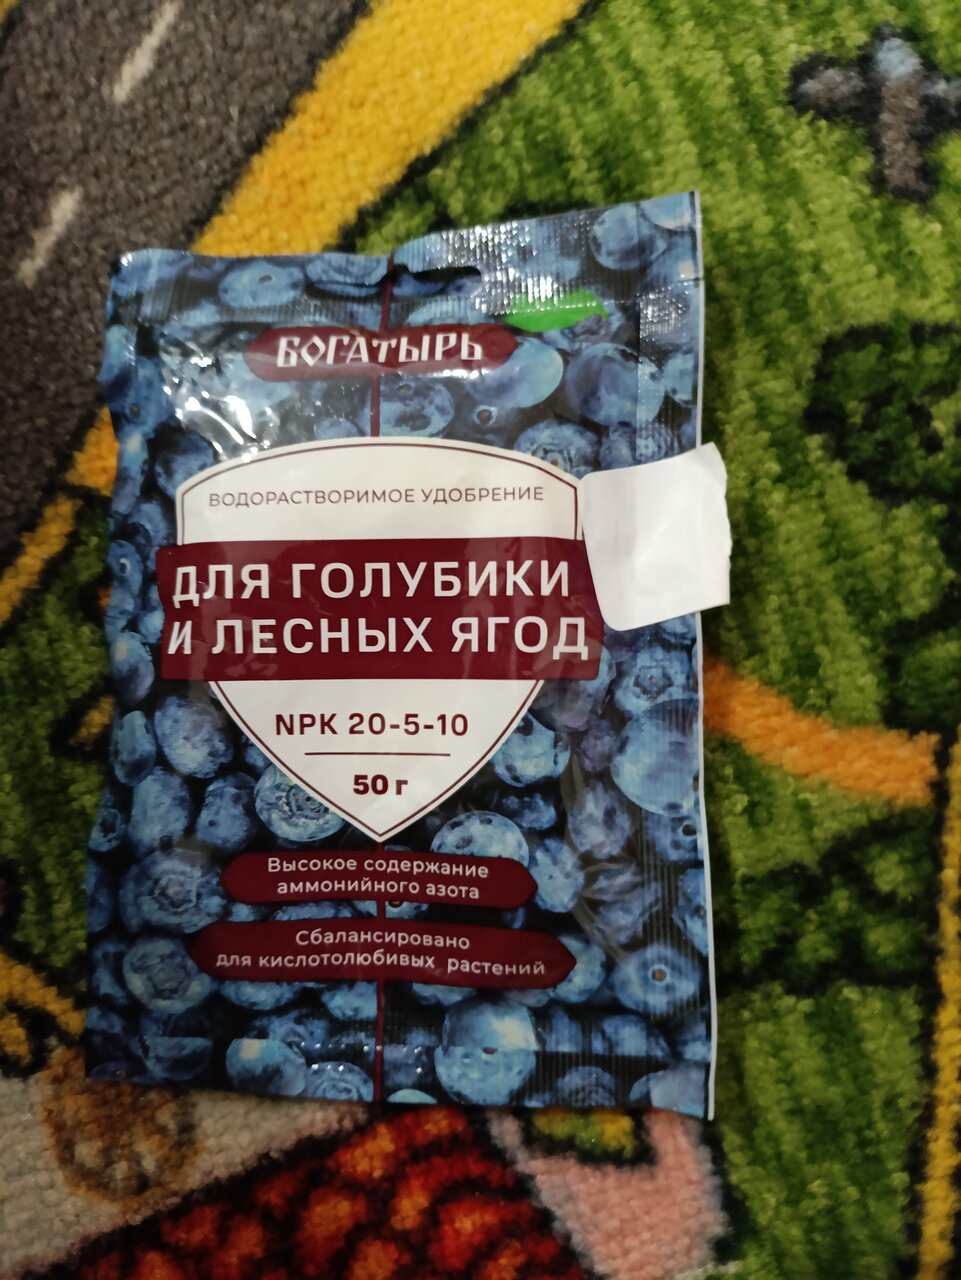 БОГАТЫРЬ
ВОДОРАСТВОРИМОЕ УДОБРЕНИЕ
ДЛЯ ГОЛУБИКИ
И ЛЕСНЫХ ЯГОД
NPK 20-5-10
50 г
Высокое содержание
аммонийного азота
Сбалансировано
для кислотолюбивых растений